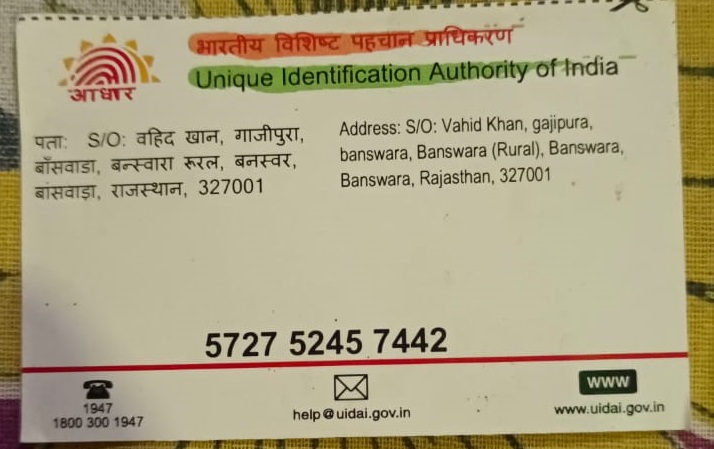 भारतीय विशिष्ट पहचान प्राधिकरण
Unique Identification Authority of India
आधार
पता: S/O: वहिद खान, गाजीपुरा,
बाँसवाडा, बन्स्वारा रूरल, बनस्वर,
बांसवाड़ा, राजस्थान, 327001
Address: S/O: Vahid Khan, gajipura,
banswara, Banswara (Rural), Banswara,
Banswara, Rajasthan, 327001
5727 5245 7442
1947
1800 300 1947
help@uidai.gov.in
WWW
www.uidai.gov.in